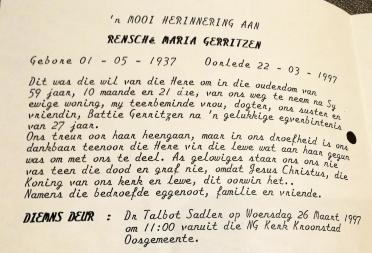 'n MOOI HERINNERING AAN
RENSCHé MARIA GERRITZEN
Gebore 01 - 05 - 1937 Oorlede 22 - 03 - 1997
Dit was die wil van die Here om in die ouderdom van
59 jaar, 10 maande en 21 dae, van ons weg te neem na Sy
ewige woning, my teerbeminde vrou, dogter, ons suster en
vriendin, Battie Gerritzen na 'n gelukkige egverbintenis
van 27 jaar.
Ons treur oor haar heengaan, maar in ons droefheid is ons
dankbaar teenoor die Here vir die Lewe wat aan haar gegun
was om met ons te deel. As gelowiges staan ons ons nie
vas teen die dood en graf nie, omdat Jesus Christus, die
Koning van ons kerk en lewe, dit oorwin het..
Namens die bedroefde eggenoot, familie en vriende.
DIENS DEUR : Dr Talbot Sadler op Woensdag 26 Maart 1997
om 11:00 vanuit die NG Kerk Kroonstad
Oosgemeente.